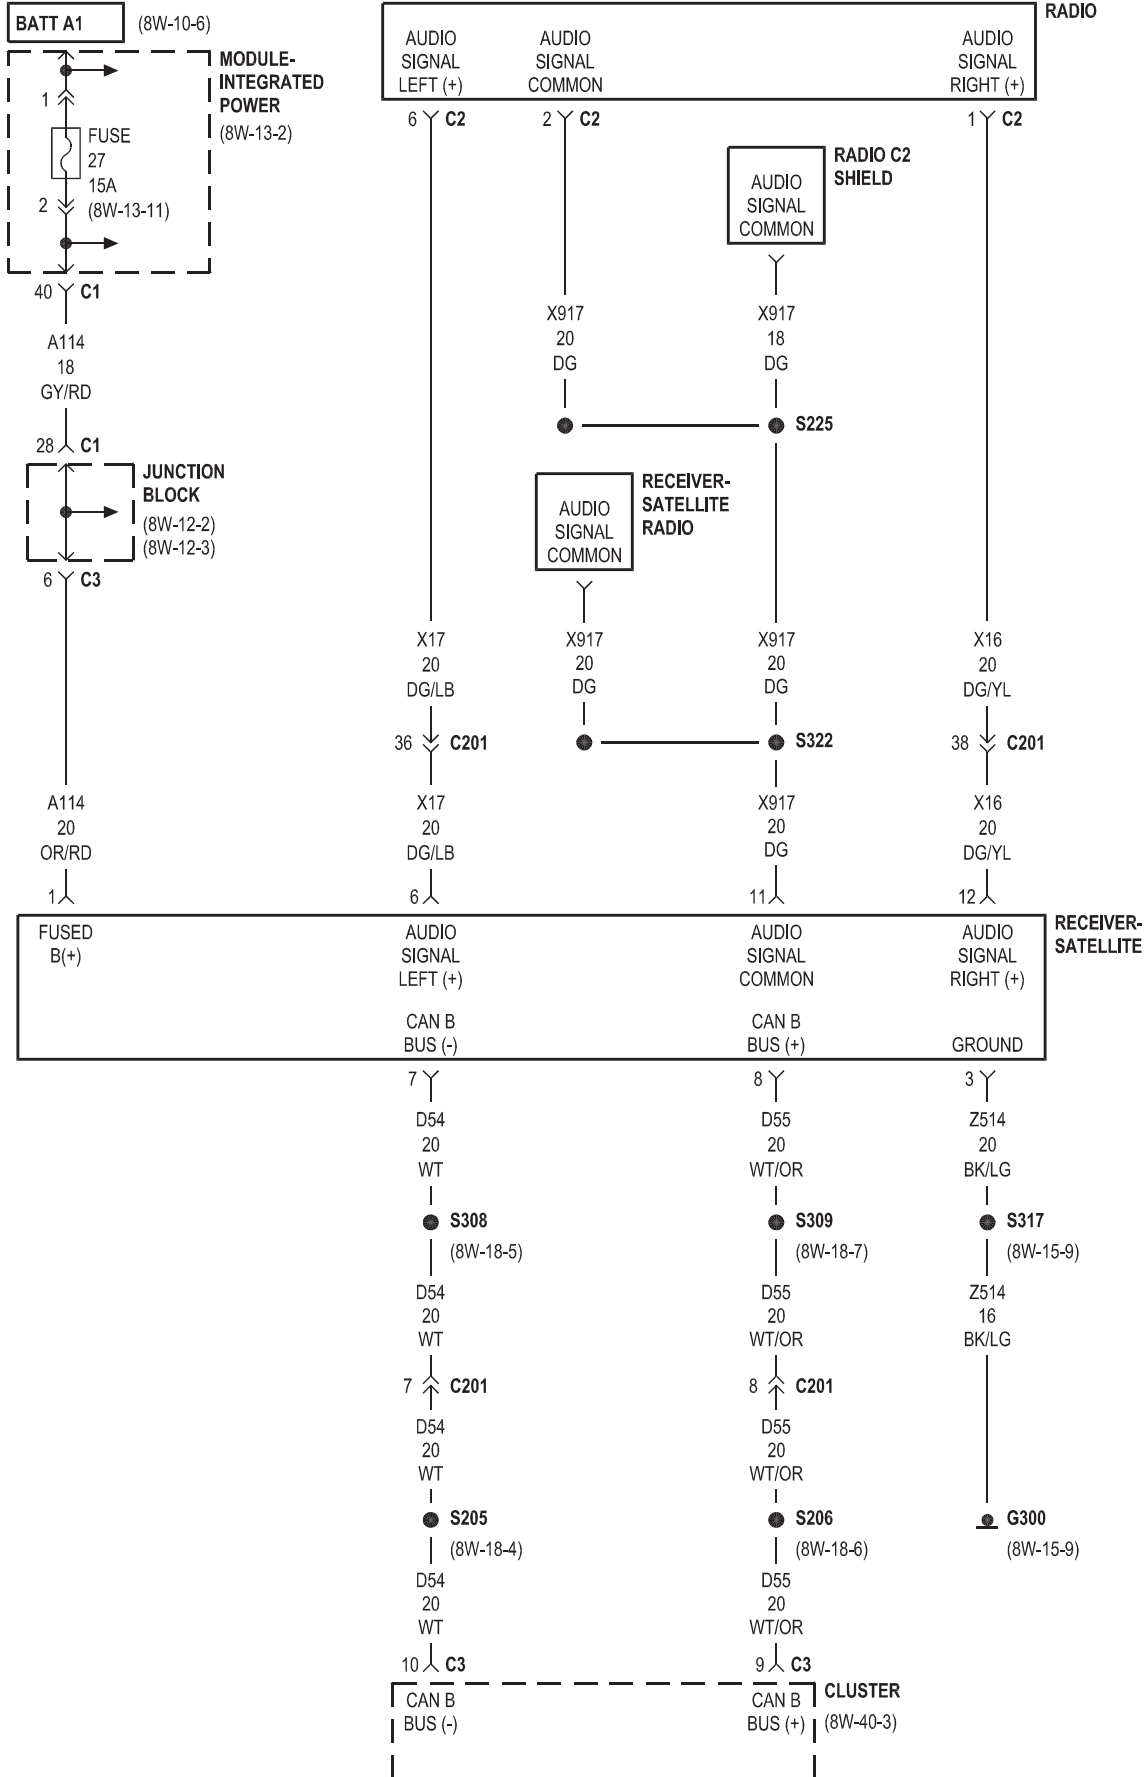 BATT A1
(8W-10-6)
MODULE-
INTEGRATED
POWER
(8W-13-2)
1
FUSE
27
15A
(8W-13-11)
2
40 C1
A114
18
GY/RD
28 C1
JUNCTION
BLOCK
(8W-12-2)
(8W-12-3)
6 C3
A114
20
OR/RD
1
RADIO
AUDIO
SIGNAL
LEFT (+)
AUDIO
SIGNAL
COMMON
AUDIO
SIGNAL
RIGHT (+)
6 C2
2 C2
1 C2
RADIO C2
SHIELD
AUDIO
SIGNAL
COMMON
X917
20
DG
X917
18
DG
S225
RECEIVER-
SATELLITE
RADIO
AUDIO
SIGNAL
COMMON
X17
20
DG/LB
X917
20
DG
X917
20
DG
X16
20
DG/YL
36 C201
S322
38 C201
X17
20
DG/LB
X917
20
DG
X16
20
DG/YL
6
11
12
RECEIVER-
SATELLITE
FUSED
B(+)
AUDIO
SIGNAL
LEFT (+)
AUDIO
SIGNAL
COMMON
AUDIO
SIGNAL
RIGHT (+)
CAN B
BUS (-)
CAN B
BUS (+)
GROUND
7
8
3
D54
20
WT
D55
20
WT/OR
Z514
20
BK/LG
S308
(8W-18-5)
S309
(8W-18-7)
S317
(8W-15-9)
D54
20
WT
D55
20
WT/OR
Z514
16
BK/LG
7 C201
8 C201
D54
20
WT
D55
20
WT/OR
S205
(8W-18-4)
S206
(8W-18-6)
G300
(8W-15-9)
D54
20
WT
D55
20
WT/OR
10 C3
9 C3
CLUSTER
(8W-40-3)
CAN B
BUS (-)
CAN B
BUS (+)